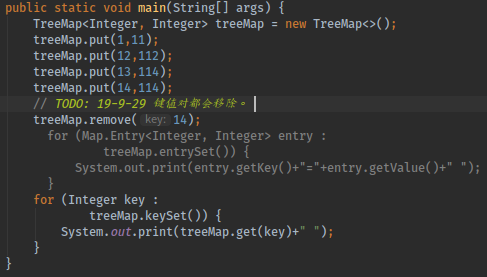 public static void main(String[] args) {
    TreeMap<Integer, Integer> treeMap = new TreeMap<>();
    treeMap.put(1,11);
    treeMap.put(12,112);
    treeMap.put(13,114);
    treeMap.put(14,114);
    // TODO: 19-9-29 键值对都会移除。
    treeMap.remove( key: 14);
      for (Map.Entry<Integer, Integer> entry :
              treeMap.entrySet()) {
          System.out.print(entry.getKey()+"="+entry.getValue()+" ");
      }
    for (Integer key :
            treeMap.keySet()) {
        System.out.print(treeMap.get(key)+" ");
    }
}